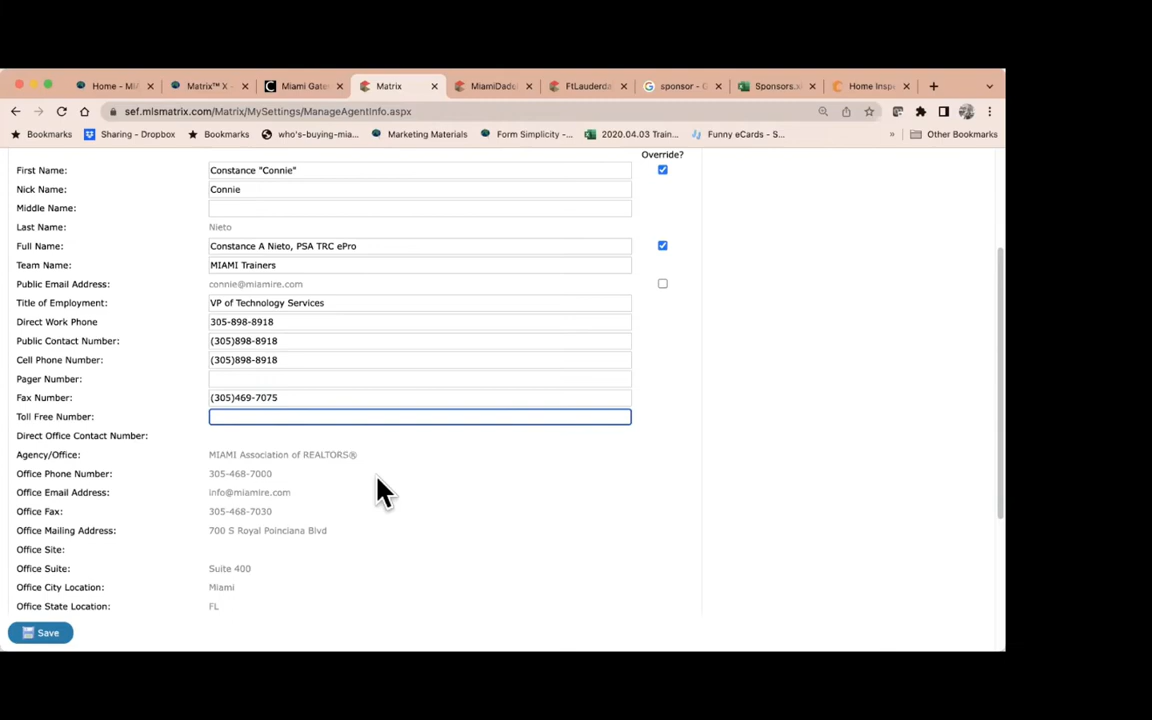 Home - MIA
Matrix™ X -
Miami Gate
Matrix
MiamiDade
FtLauderda
sponsor - G
Sponsors.xl
Home Inspe
sef.mlsmatrix.com/Matrix/MySettings/ManageAgentInfo.aspx
Bookmarks
Sharing - Dropbox
Bookmarks
who's-buying-mia...
Marketing Materials
Form Simplicity -...
2020.04.03 Train...
Funny eCards - S...
»
Other Bookmarks
Override?
First Name: Constance "Connie"
Nick Name: Connie
Middle Name:
Last Name: Nieto
Full Name: Constance A Nieto, PSA TRC ePro
Team Name: MIAMI Trainers
Public Email Address: connie@miamire.com
Title of Employment: VP of Technology Services
Direct Work Phone 305-898-8918
Public Contact Number: (305)898-8918
Cell Phone Number: (305)898-8918
Pager Number:
Fax Number: (305)469-7075
Toll Free Number:
Direct Office Contact Number:
Agency/Office: MIAMI Association of REALTORS®
Office Phone Number: 305-468-7000
Office Email Address: info@miamire.com
Office Fax: 305-468-7030
Office Mailing Address: 700 S Royal Poinciana Blvd
Office Site:
Office Suite: Suite 400
Office City Location: Miami
Office State Location: FL
Save